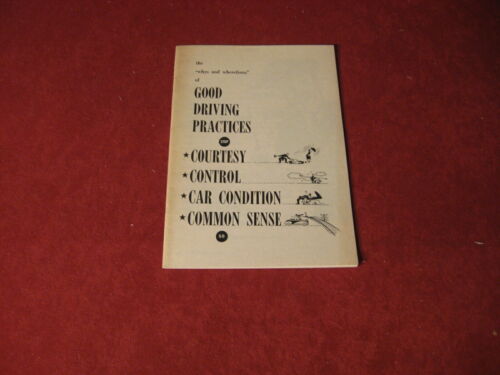 the
"whys and wherefores"
of
GOOD
DRIVING
PRACTICES
★COURTESY
★CONTROL
★CAR CONDITION
★COMMON SENSE